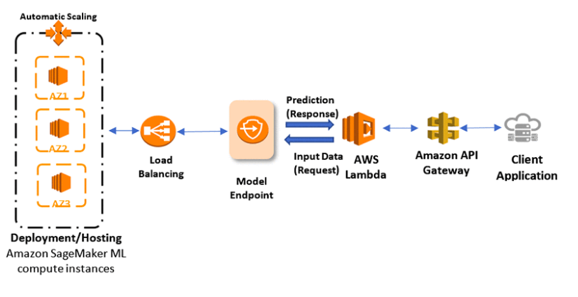 Automatic Scaling
AZ1
AZ2
AZ3
Deployment/Hosting
Amazon SageMaker ML
compute instances
Load
Balancing
Model
Endpoint
Prediction
(Response)
Input Data
(Request)
AWS
Lambda
Amazon API
Gateway
Client
Application